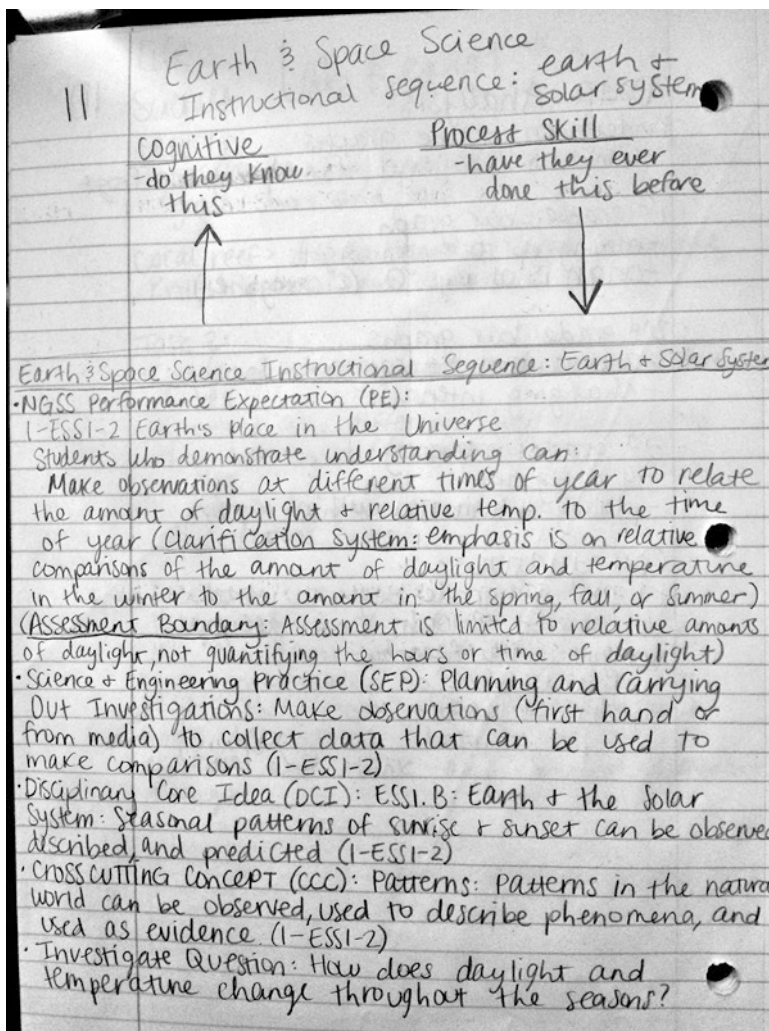 Earth & Space Science
11
Instructional sequence: earth +
solar system
Cognitive
-do they know
this
Process Skill
-have they ever
done this before
Earth & Space Science Instructional Sequence: Earth + Solar System
•NGSS Performance Expectation (PE):
1-ESS1-2 Earth's Place in the Universe
Students who demonstrate understanding can:
Make observations at different times of year to relate
the amount of daylight + relative temp. to the time
of year (Clarification System: emphasis is on relative
comparisons of the amount of daylight and temperature
in the winter to the amount in the spring, fall, or summer)
(Assessment Boundary: Assessment is limited to relative amants
of daylight, not quantifying the hours or time of daylight)
•Science + Engineering Practice (SEP): Planning and Carrying
Out Investigations: Make observations (first hand or
from media) to collect data that can be used to
make comparisons (1-ESS1-2)
•Disciplinary Core Idea (DCI): ESS1.B: Earth + the Solar
System: Seasonal patterns of sunrise + sunset can be observed
discribed, and predicted (1-ESS1-2)
•Crosscutting Concept (CCC): Patterns: Patterns in the natura
world can be observed, used to describe phenomena, and
used as evidence. (1-ESS1-2)
•Investigate Question: How does daylight and
temperature change throughout the seasons?